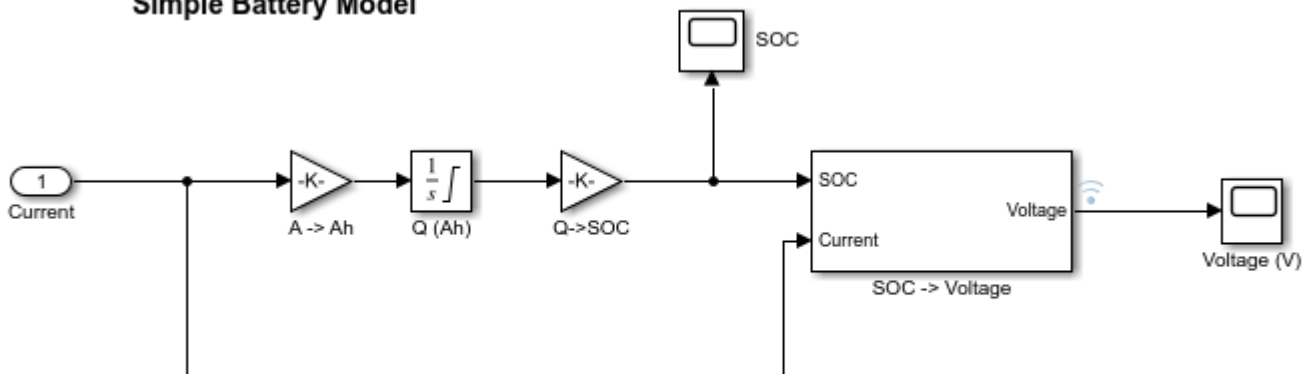 Simple Battery Model
SOC
1
Current
-K-
A -> Ah
1
s
Q (Ah)
-K-
Q->SOC
SOC
Current
Voltage
SOC -> Voltage
Voltage (V)